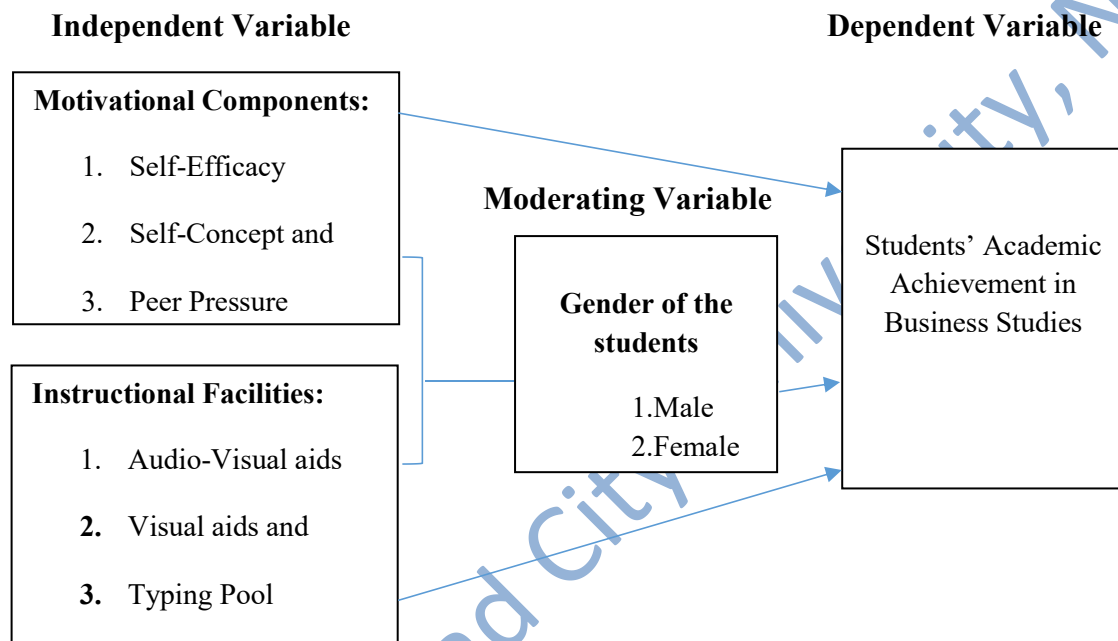 Independent Variable
Dependent Variable
Motivational Components:
1. Self-Efficacy
2. Self-Concept and
3. Peer Pressure
Moderating Variable
Gender of the
students
1.Male
2.Female
Students’ Academic
Achievement in
Business Studies
Instructional Facilities:
1. Audio-Visual aids
2. Visual aids and
3. Typing Pool